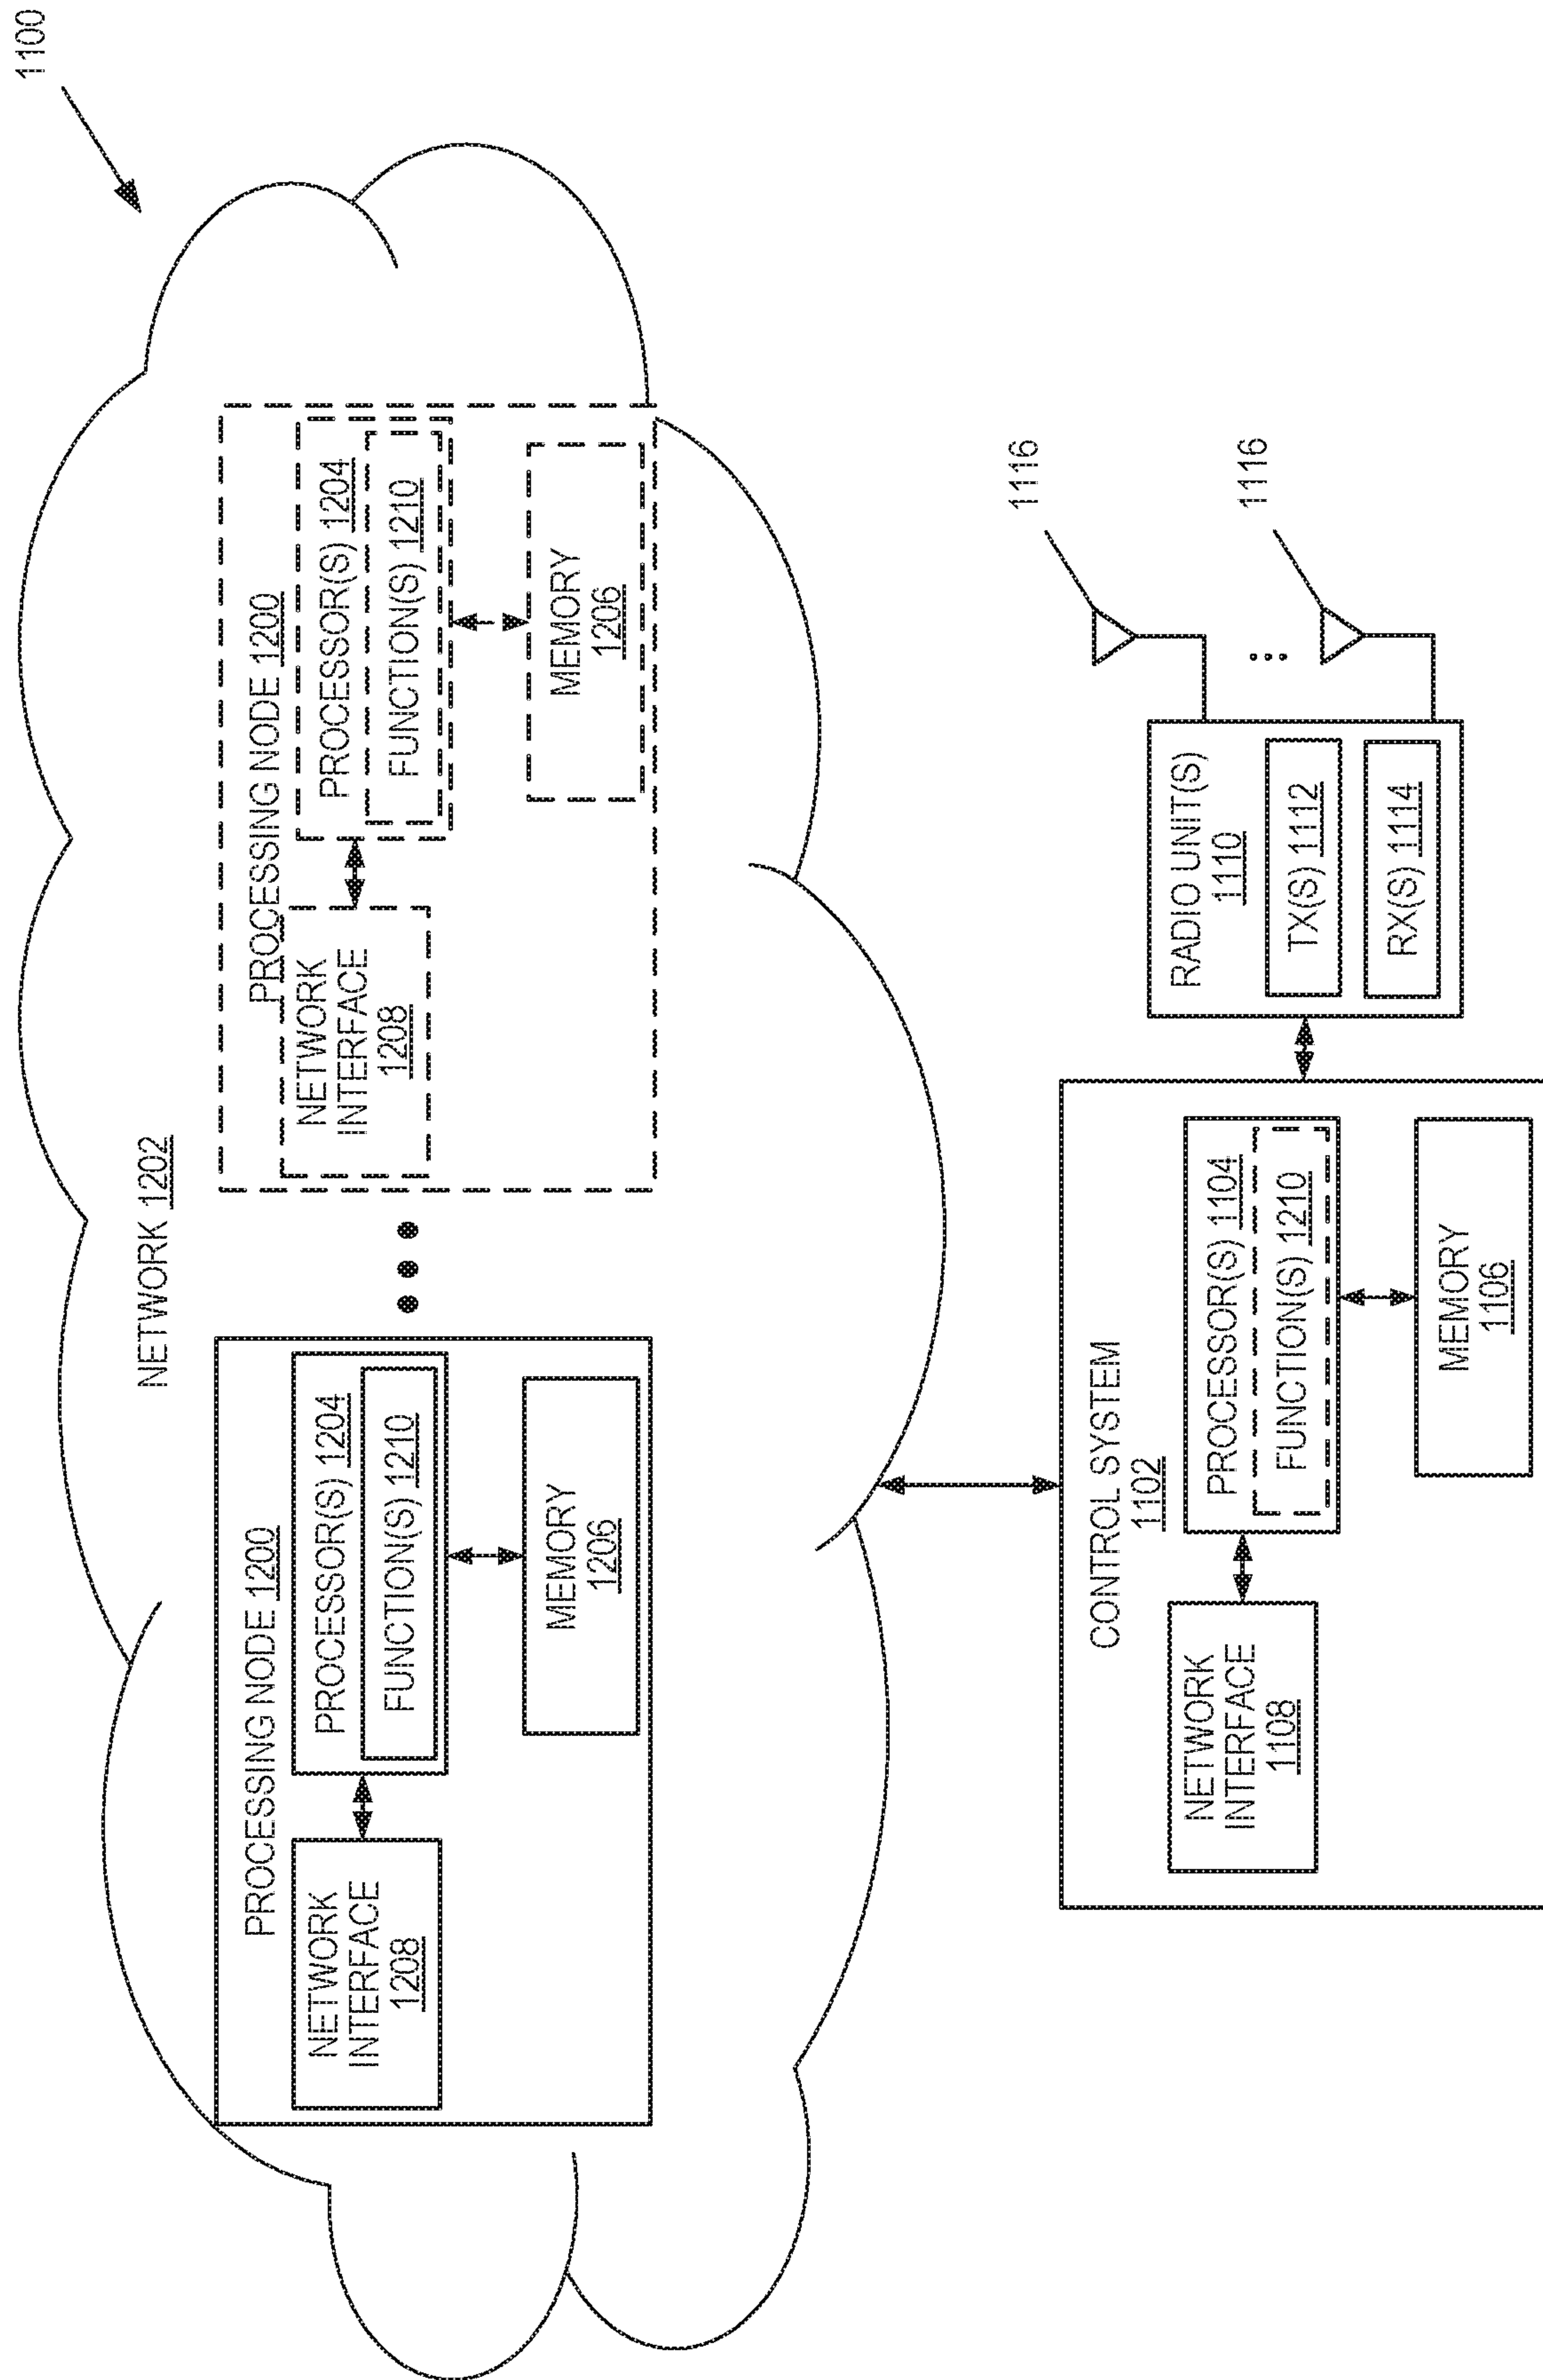 1100
NETWORK 1202
PROCESSING NODE 1200
NETWORK
INTERFACE
1208
PROCESSOR(S) 1204
FUNCTION(S) 1210
MEMORY
1206
PROCESSING NODE 1200
NETWORK
INTERFACE
1208
PROCESSOR(S) 1204
FUNCTION(S) 1210
MEMORY
1206
CONTROL SYSTEM
1102
NETWORK
INTERFACE
1108
PROCESSOR(S) 1104
FUNCTION(S) 1210
MEMORY
1106
RADIO UNIT(S)
1110
TX(S) 1112
RX(S) 1114
1116
1116